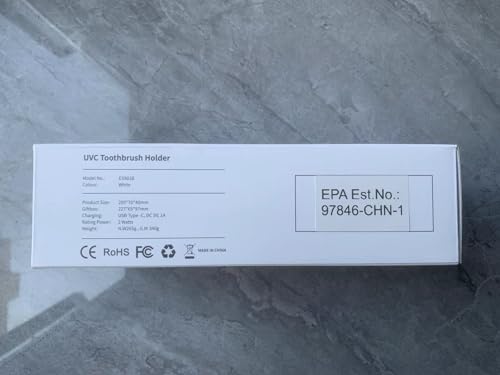 UVC Toothbrush Holder
Model No.:
Colour: White
Product Size:
Giftbox:
Charging: USB Type -C, DC 5V, 1A
Rating Power: 2 Watts
Height:
CE RoHS FC MADE IN CHINA
EPA Est.No.:
97846-CHN-1